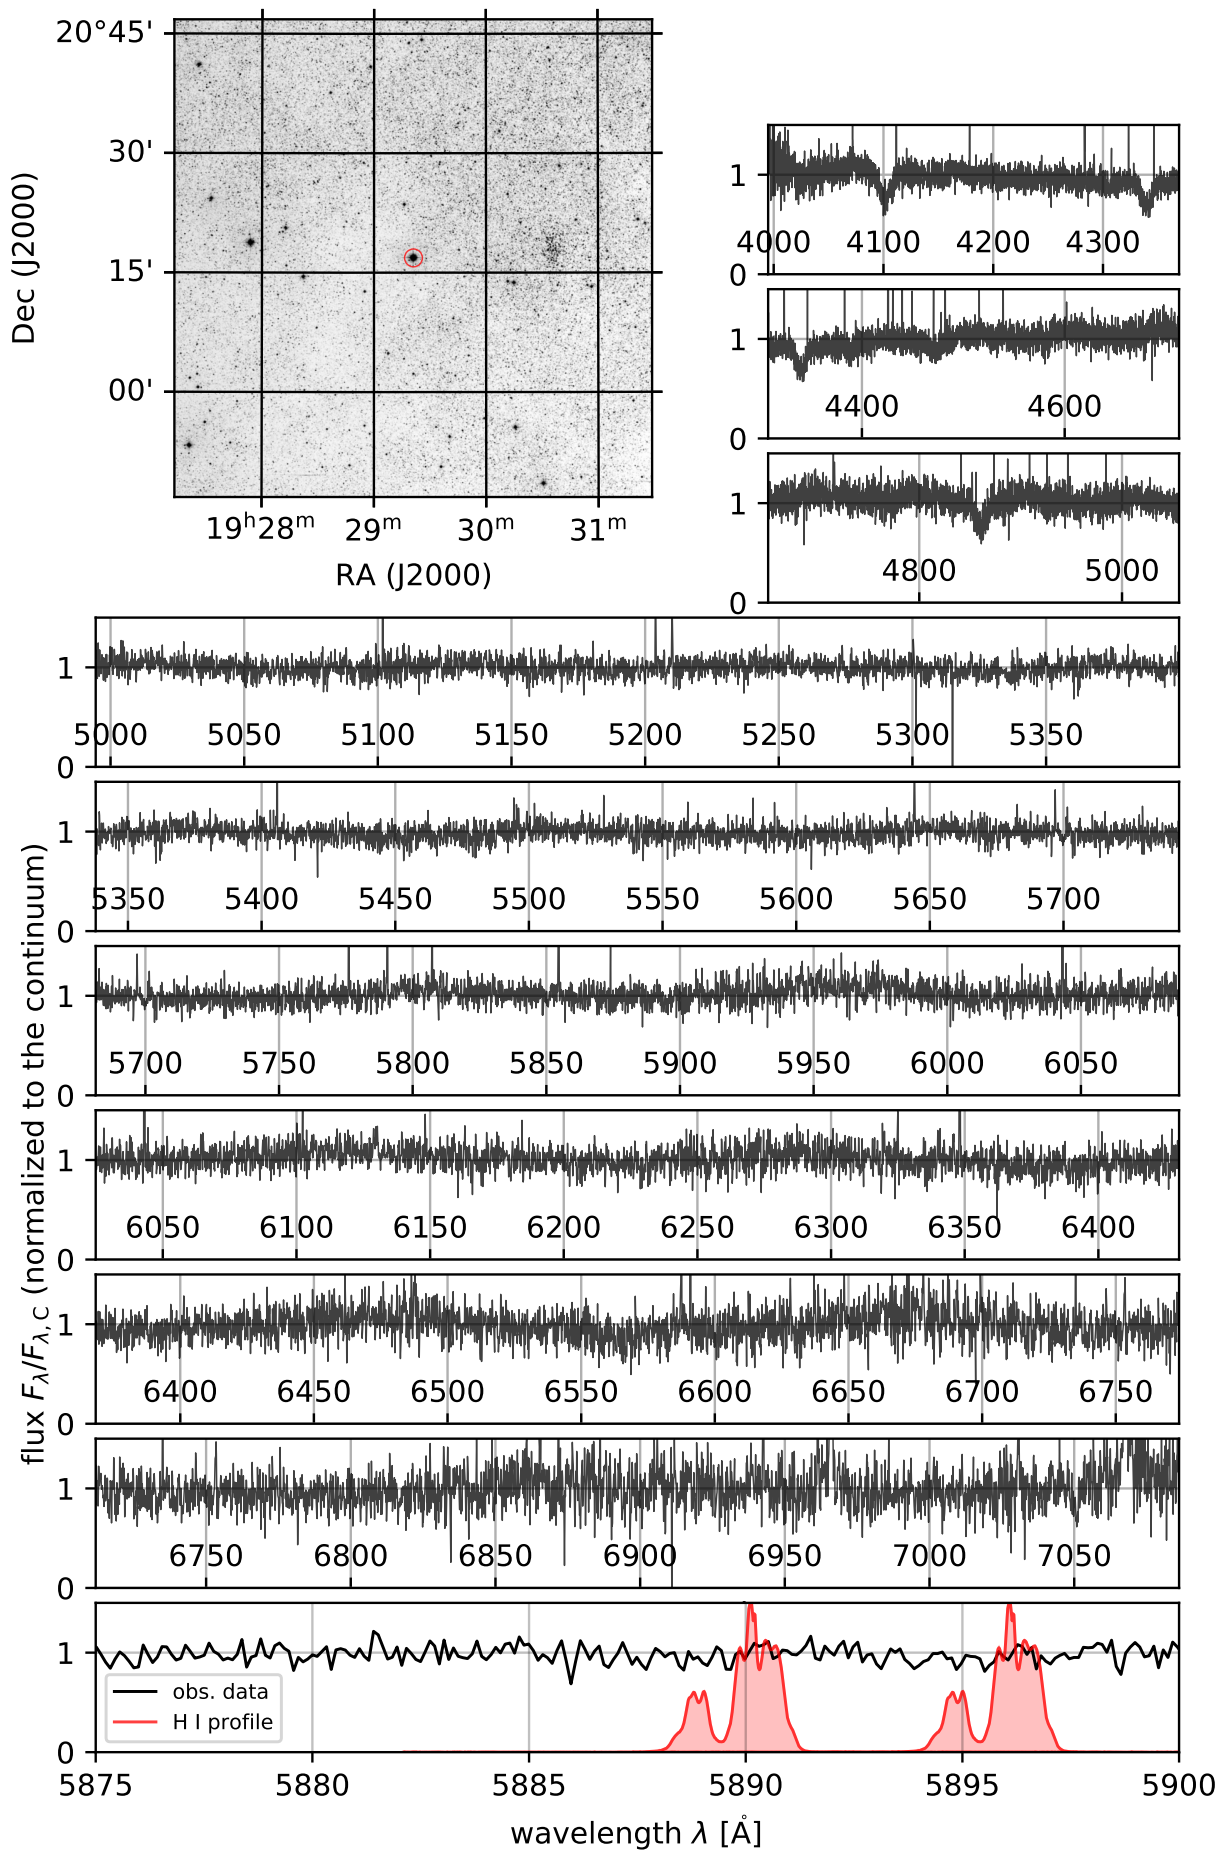 20°45'
30'
15'
00'
Dec (J2000)
19ʰ28ᵐ 29ᵐ 30ᵐ 31ᵐ
RA (J2000)
1
0
4000 4100 4200 4300
1
0
4400 4600
1
0
4800 5000
flux Fλ/Fλ,C (normalized to the continuum)
1
0
5000 5050 5100 5150 5200 5250 5300 5350
1
0
5350 5400 5450 5500 5550 5600 5650 5700
1
0
5700 5750 5800 5850 5900 5950 6000 6050
1
0
6050 6100 6150 6200 6250 6300 6350 6400
1
0
6400 6450 6500 6550 6600 6650 6700 6750
1
0
6750 6800 6850 6900 6950 7000 7050
1
0
obs. data
H I profile
5875 5880 5885 5890 5895 5900
wavelength λ [Å]